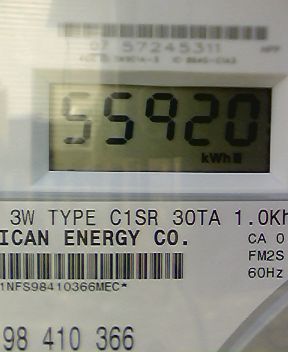 07 57245311
55920
kWh
3W TYPE C1SR 30TA 1.0Kh
ICAN ENERGY CO.
CA 0
FM2S
60Hz
1NFS98410366MEC*
98 410 366